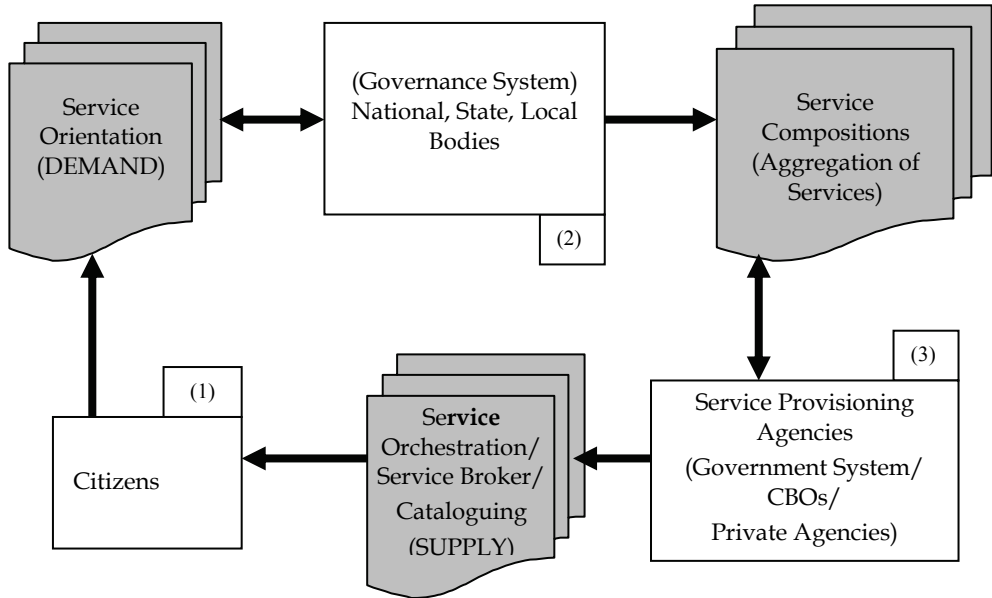 Service
Orientation
(DEMAND)
(Governance System)
National, State, Local
Bodies
(2)
Service
Compositions
(Aggregation of
Services)
(1)
Citizens
Service
Orchestration/
Service Broker/
Cataloguing
(SUPPLY)
(3)
Service Provisioning
Agencies
(Government System/
CBOs/
Private Agencies)